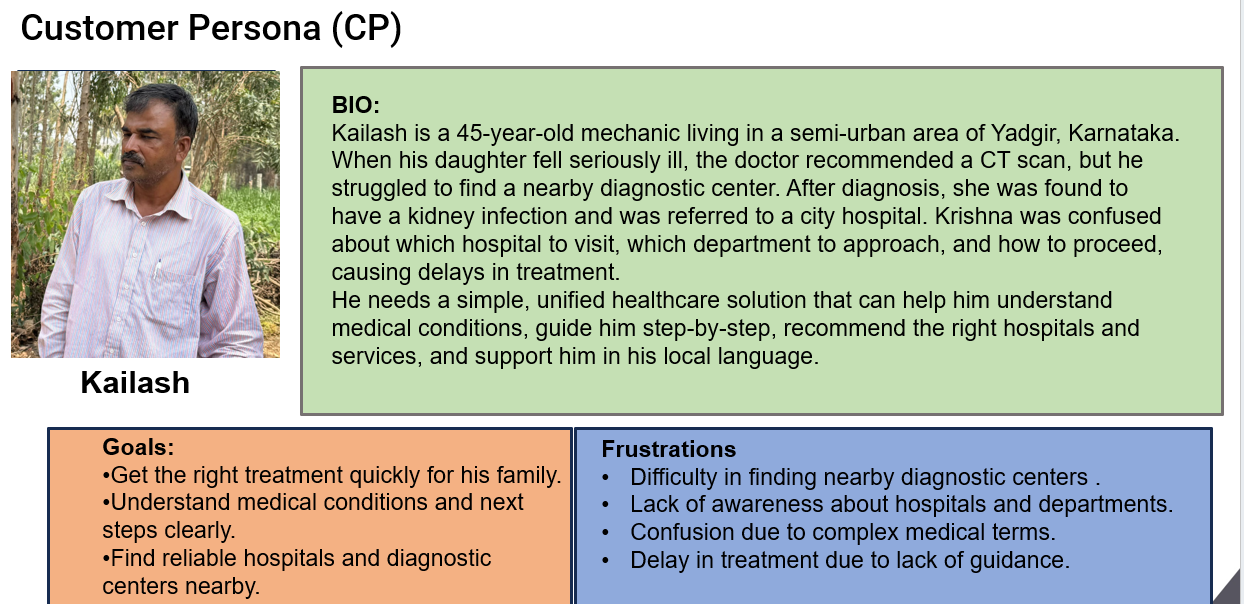 Customer Persona (CP)
BIO:
Kailash is a 45-year-old mechanic living in a semi-urban area of Yadgir, Karnataka.
When his daughter fell seriously ill, the doctor recommended a CT scan, but he
struggled to find a nearby diagnostic center. After diagnosis, she was found to
have a kidney infection and was referred to a city hospital. Krishna was confused
about which hospital to visit, which department to approach, and how to proceed,
causing delays in treatment.
He needs a simple, unified healthcare solution that can help him understand
medical conditions, guide him step-by-step, recommend the right hospitals and
services, and support him in his local language.
Kailash
Goals:
•Get the right treatment quickly for his family.
•Understand medical conditions and next
steps clearly.
•Find reliable hospitals and diagnostic
centers nearby.
Frustrations
• Difficulty in finding nearby diagnostic centers .
• Lack of awareness about hospitals and departments.
• Confusion due to complex medical terms.
• Delay in treatment due to lack of guidance.